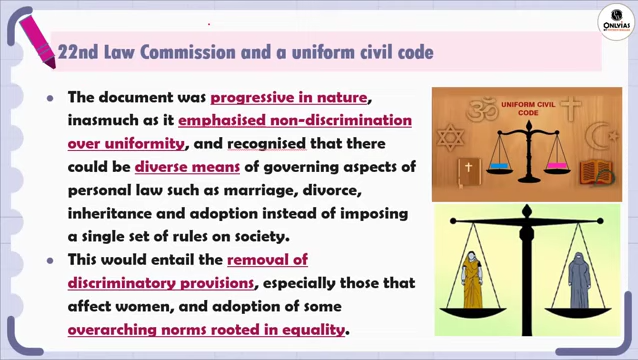 22nd Law Commission and a uniform civil code
ONLYIAS
The document was progressive in nature,
inasmuch as it emphasised non-discrimination
over uniformity, and recognised that there
could be diverse means of governing aspects of
personal law such as marriage, divorce,
inheritance and adoption instead of imposing
a single set of rules on society.
This would entail the removal of
discriminatory provisions, especially those that
affect women, and adoption of some
overarching norms rooted in equality.
UNIFORM CIVIL
CODE